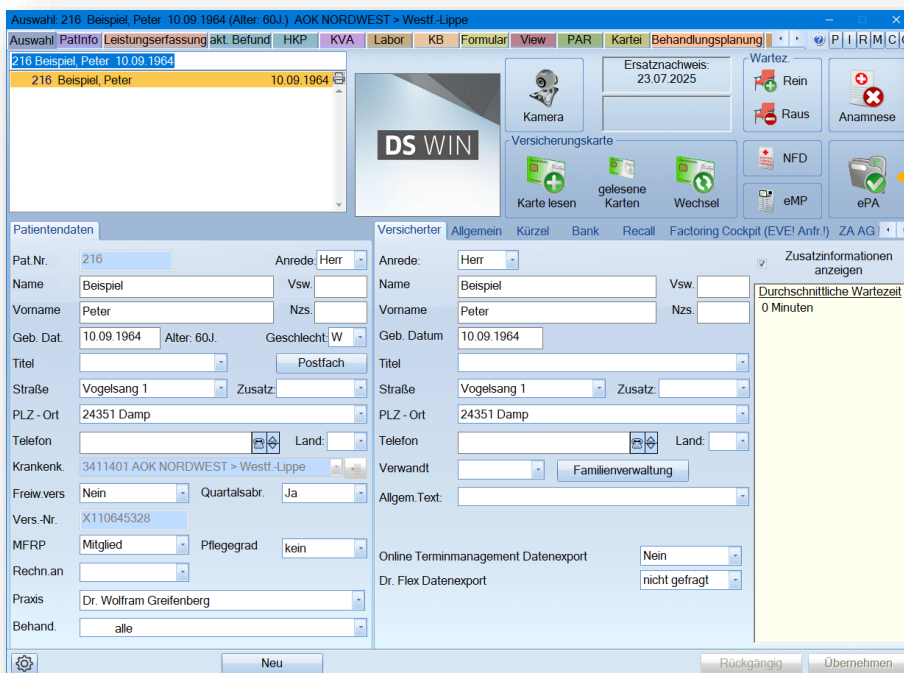 Auswahl: 216 Beispiel, Peter 10.09.1964 (Alter: 60J.) AOK NORDWEST > Westf.-Lippe
Auswahl PatInfo Leistungserfassung akt. Befund HKP KVA Labor KB Formular View PAR Kartei Behandlungsplanung P I R M C
216 Beispiel, Peter 10.09.1964
216 Beispiel, Peter 10.09.1964
DS WIN
Kamera
Ersatznachweis:
23.07.2025
Wartez.
Rein
Raus
Anamnese
Versicherungskarte
Karte lesen
gelesene
Karten
Wechsel
NFD
eMP
ePA
Patientendaten
Pat.Nr. 216 Anrede: Herr
Name Beispiel Vsw.
Vorname Peter Nzs.
Geb. Dat. 10.09.1964 Alter: 60J. Geschlecht: W
Titel Postfach
Straße Vogelsang 1 Zusatz:
PLZ - Ort 24351 Damp
Telefon Land:
Krankenk. 3411401 AOK NORDWEST > Westf.-Lippe
Freiw.vers Nein Quartalsabr. Ja
Vers.-Nr. X110645328
MFRP Mitglied Pflegegrad kein
Rechn.an
Praxis Dr. Wolfram Greifenberg
Behand. alle
Versicherter Allgemein Kürzel Bank Recall Factoring Cockpit (EVE! Anfr.!) ZA AG
Anrede: Herr
Name Beispiel Vsw.
Vorname Peter Nzs.
Geb. Datum 10.09.1964
Titel
Straße Vogelsang 1 Zusatz:
PLZ - Ort 24351 Damp
Telefon Land:
Verwandt Familienverwaltung
Allgem.Text:
Online Terminmanagement Datenexport Nein
Dr. Flex Datenexport nicht gefragt
Zusatzinformationen
anzeigen
Durchschnittliche Wartezeit
0 Minuten
Neu
Rückgängig
Übernehmen